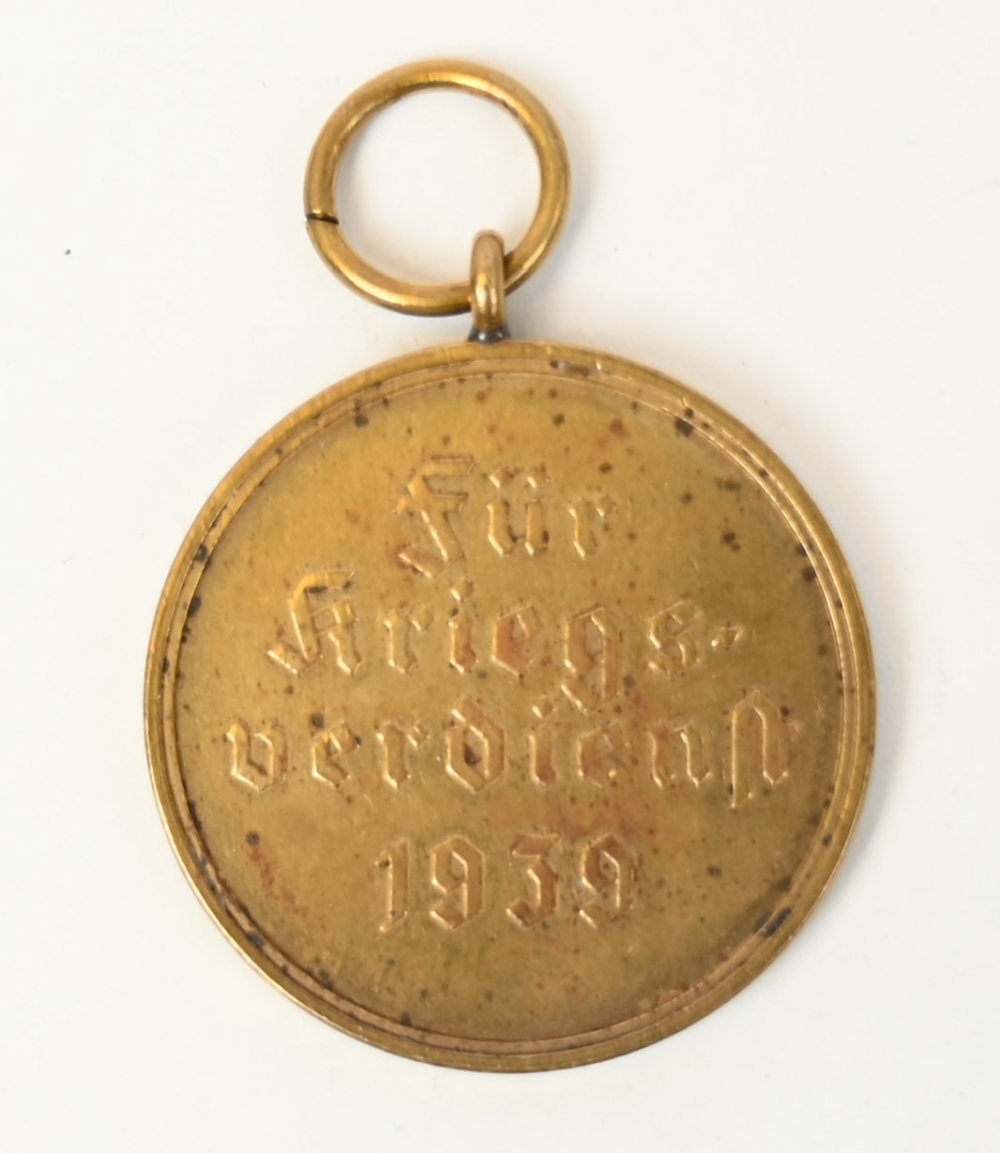 Für
Kriegs-
verdienst
1939